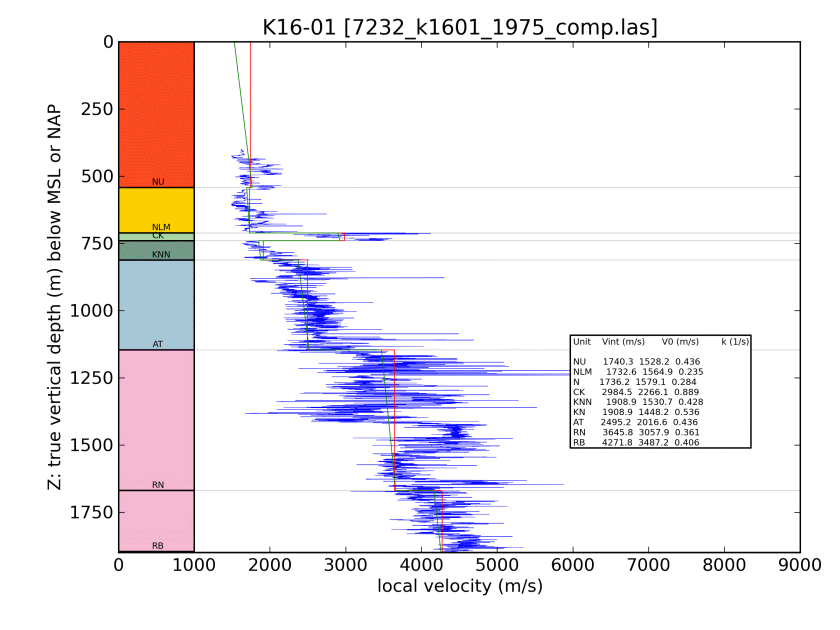 K16-01 [7232_k1601_1975_comp.las]
Z: true vertical depth (m) below MSL or NAP
0
250
500
750
1000
1250
1500
1750
NU
NLM
CK
KNN
AT
RN
RB
Unit Vint (m/s) V0 (m/s) k (1/s)
NU 1740.3 1528.2 0.436
NLM 1732.6 1564.9 0.235
N 1736.2 1579.1 0.284
CK 2984.5 2266.1 0.889
KNN 1908.9 1530.7 0.428
KN 1908.9 1448.2 0.536
AT 2495.2 2016.6 0.436
RN 3645.8 3057.9 0.361
RB 4271.8 3487.2 0.406
0 1000 2000 3000 4000 5000 6000 7000 8000 9000
local velocity (m/s)